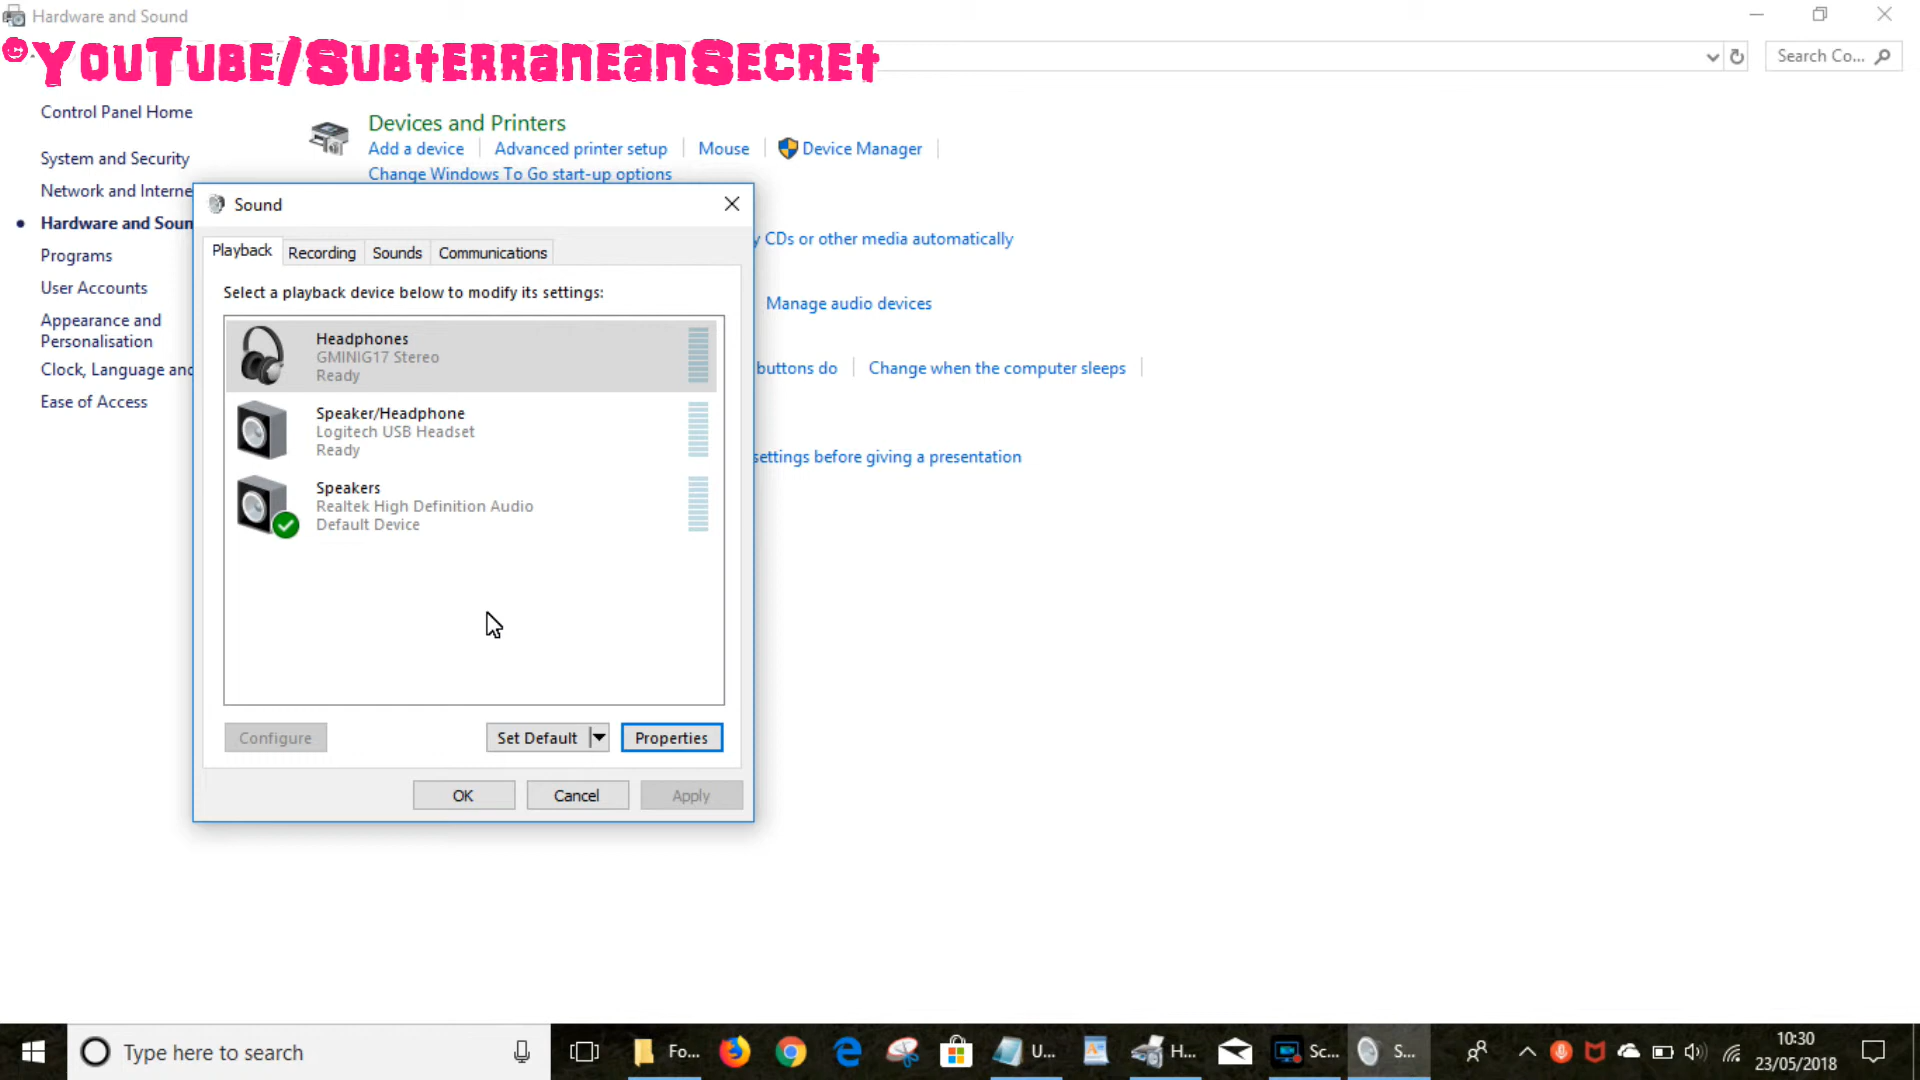 Hardware and Sound
©YouTube/SubterraneanSecret
Search Co...
Control Panel Home
System and Security
Network and Interne
Hardware and Soun
Programs
User Accounts
Appearance and
Personalisation
Clock, Language and
Ease of Access
Devices and Printers
Add a device
Advanced printer setup
Mouse
Device Manager
Change Windows To Go start-up options
y CDs or other media automatically
Manage audio devices
buttons do
Change when the computer sleeps
settings before giving a presentation
Sound
Playback
Recording
Sounds
Communications
Select a playback device below to modify its settings:
Headphones
GMINIG17 Stereo
Ready
Speaker/Headphone
Logitech USB Headset
Ready
Speakers
Realtek High Definition Audio
Default Device
Configure
Set Default
Properties
OK
Cancel
Apply
Type here to search
Fo...
U...
H...
Sc...
S...
10:30
23/05/2018